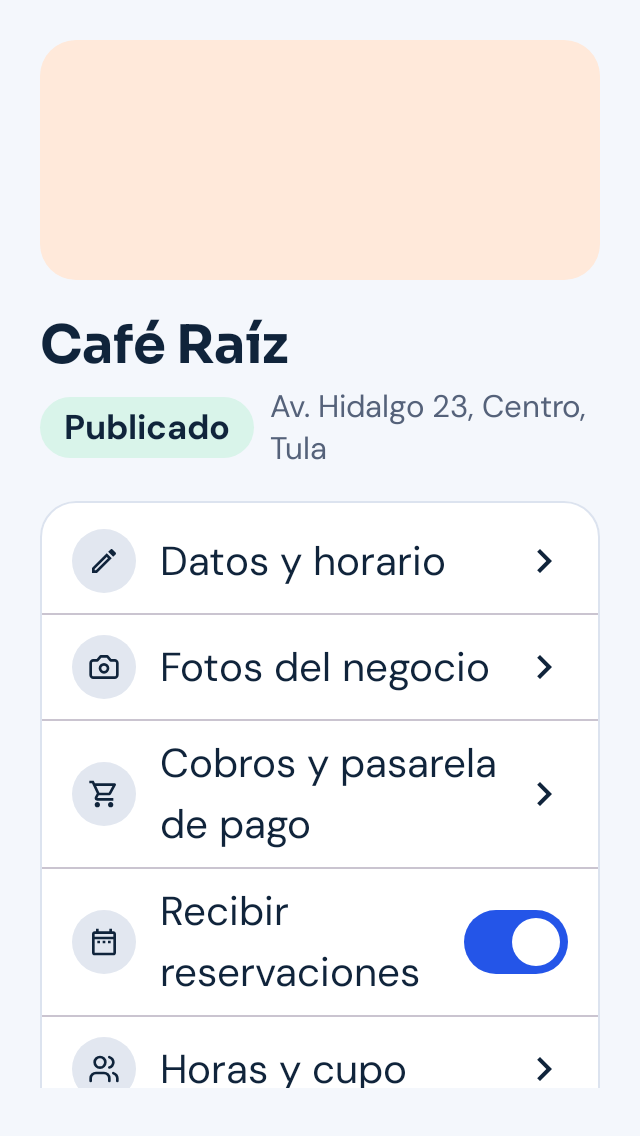 Café Raíz
Publicado
Av. Hidalgo 23, Centro,
Tula
Datos y horario
Fotos del negocio
Cobros y pasarela
de pago
Recibir
reservaciones
Horas y cupo